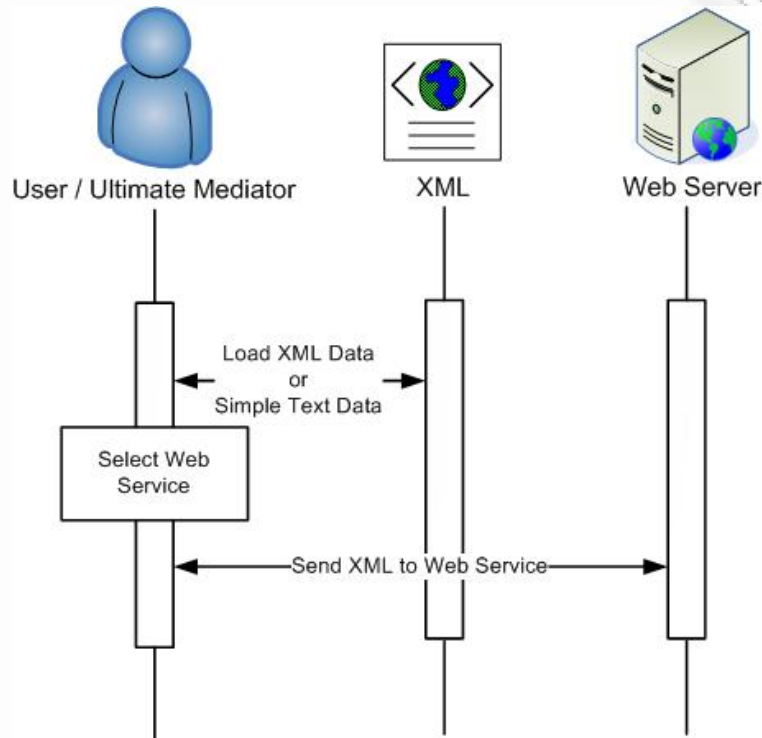 User / Ultimate Mediator
XML
Web Server
Load XML Data
or
Simple Text Data
Select Web
Service
Send XML to Web Service